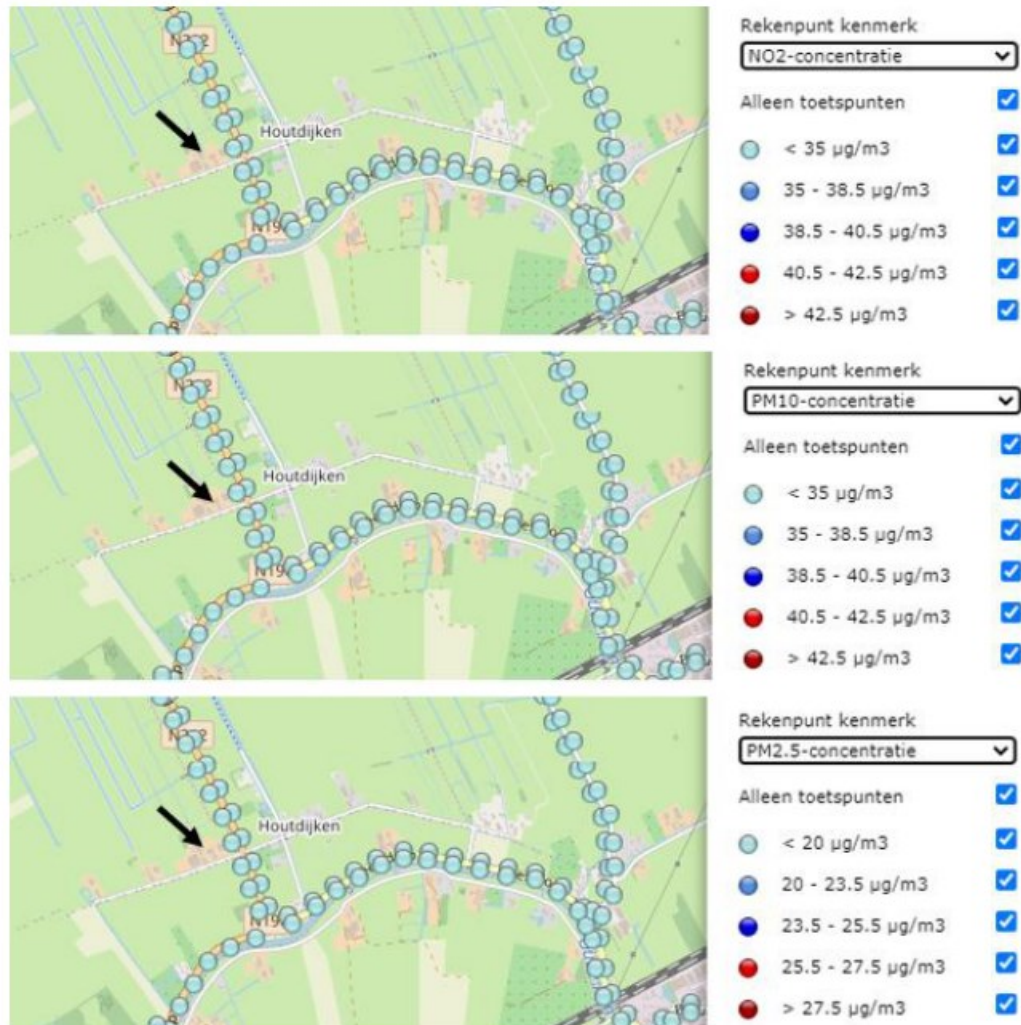 Houtdijken
Rekenpunt kenmerk
NO2-concentratie
Alleen toetspunten
< 35 µg/m3
35 - 38.5 µg/m3
38.5 - 40.5 µg/m3
40.5 - 42.5 µg/m3
> 42.5 µg/m3
Houtdijken
Rekenpunt kenmerk
PM10-concentratie
Alleen toetspunten
< 35 µg/m3
35 - 38.5 µg/m3
38.5 - 40.5 µg/m3
40.5 - 42.5 µg/m3
> 42.5 µg/m3
Houtdijken
Rekenpunt kenmerk
PM2.5-concentratie
Alleen toetspunten
< 20 µg/m3
20 - 23.5 µg/m3
23.5 - 25.5 µg/m3
25.5 - 27.5 µg/m3
> 27.5 µg/m3